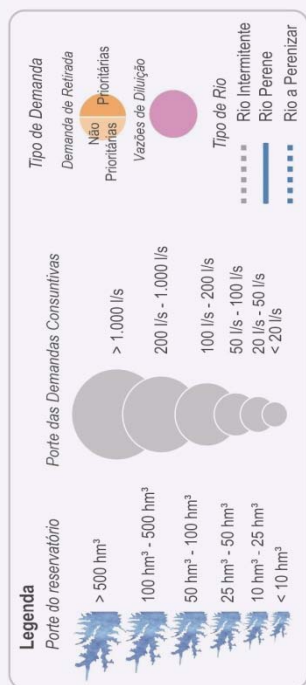 Legenda
Porte do reservatório
> 500 hm³
100 hm³ - 500 hm³
50 hm³ - 100 hm³
25 hm³ - 50 hm³
10 hm³ - 25 hm³
< 10 hm³
Porte das Demandas Consuntivas
> 1.000 l/s
200 l/s - 1.000 l/s
100 l/s - 200 l/s
50 l/s - 100 l/s
20 l/s - 50 l/s
< 20 l/s
Tipo de Demanda
Demanda de Retirada
Não
Prioritárias
Prioritárias
Vazões de Diluição
Tipo de Rio
Rio Intermitente
Rio Perene
Rio a Perenizar